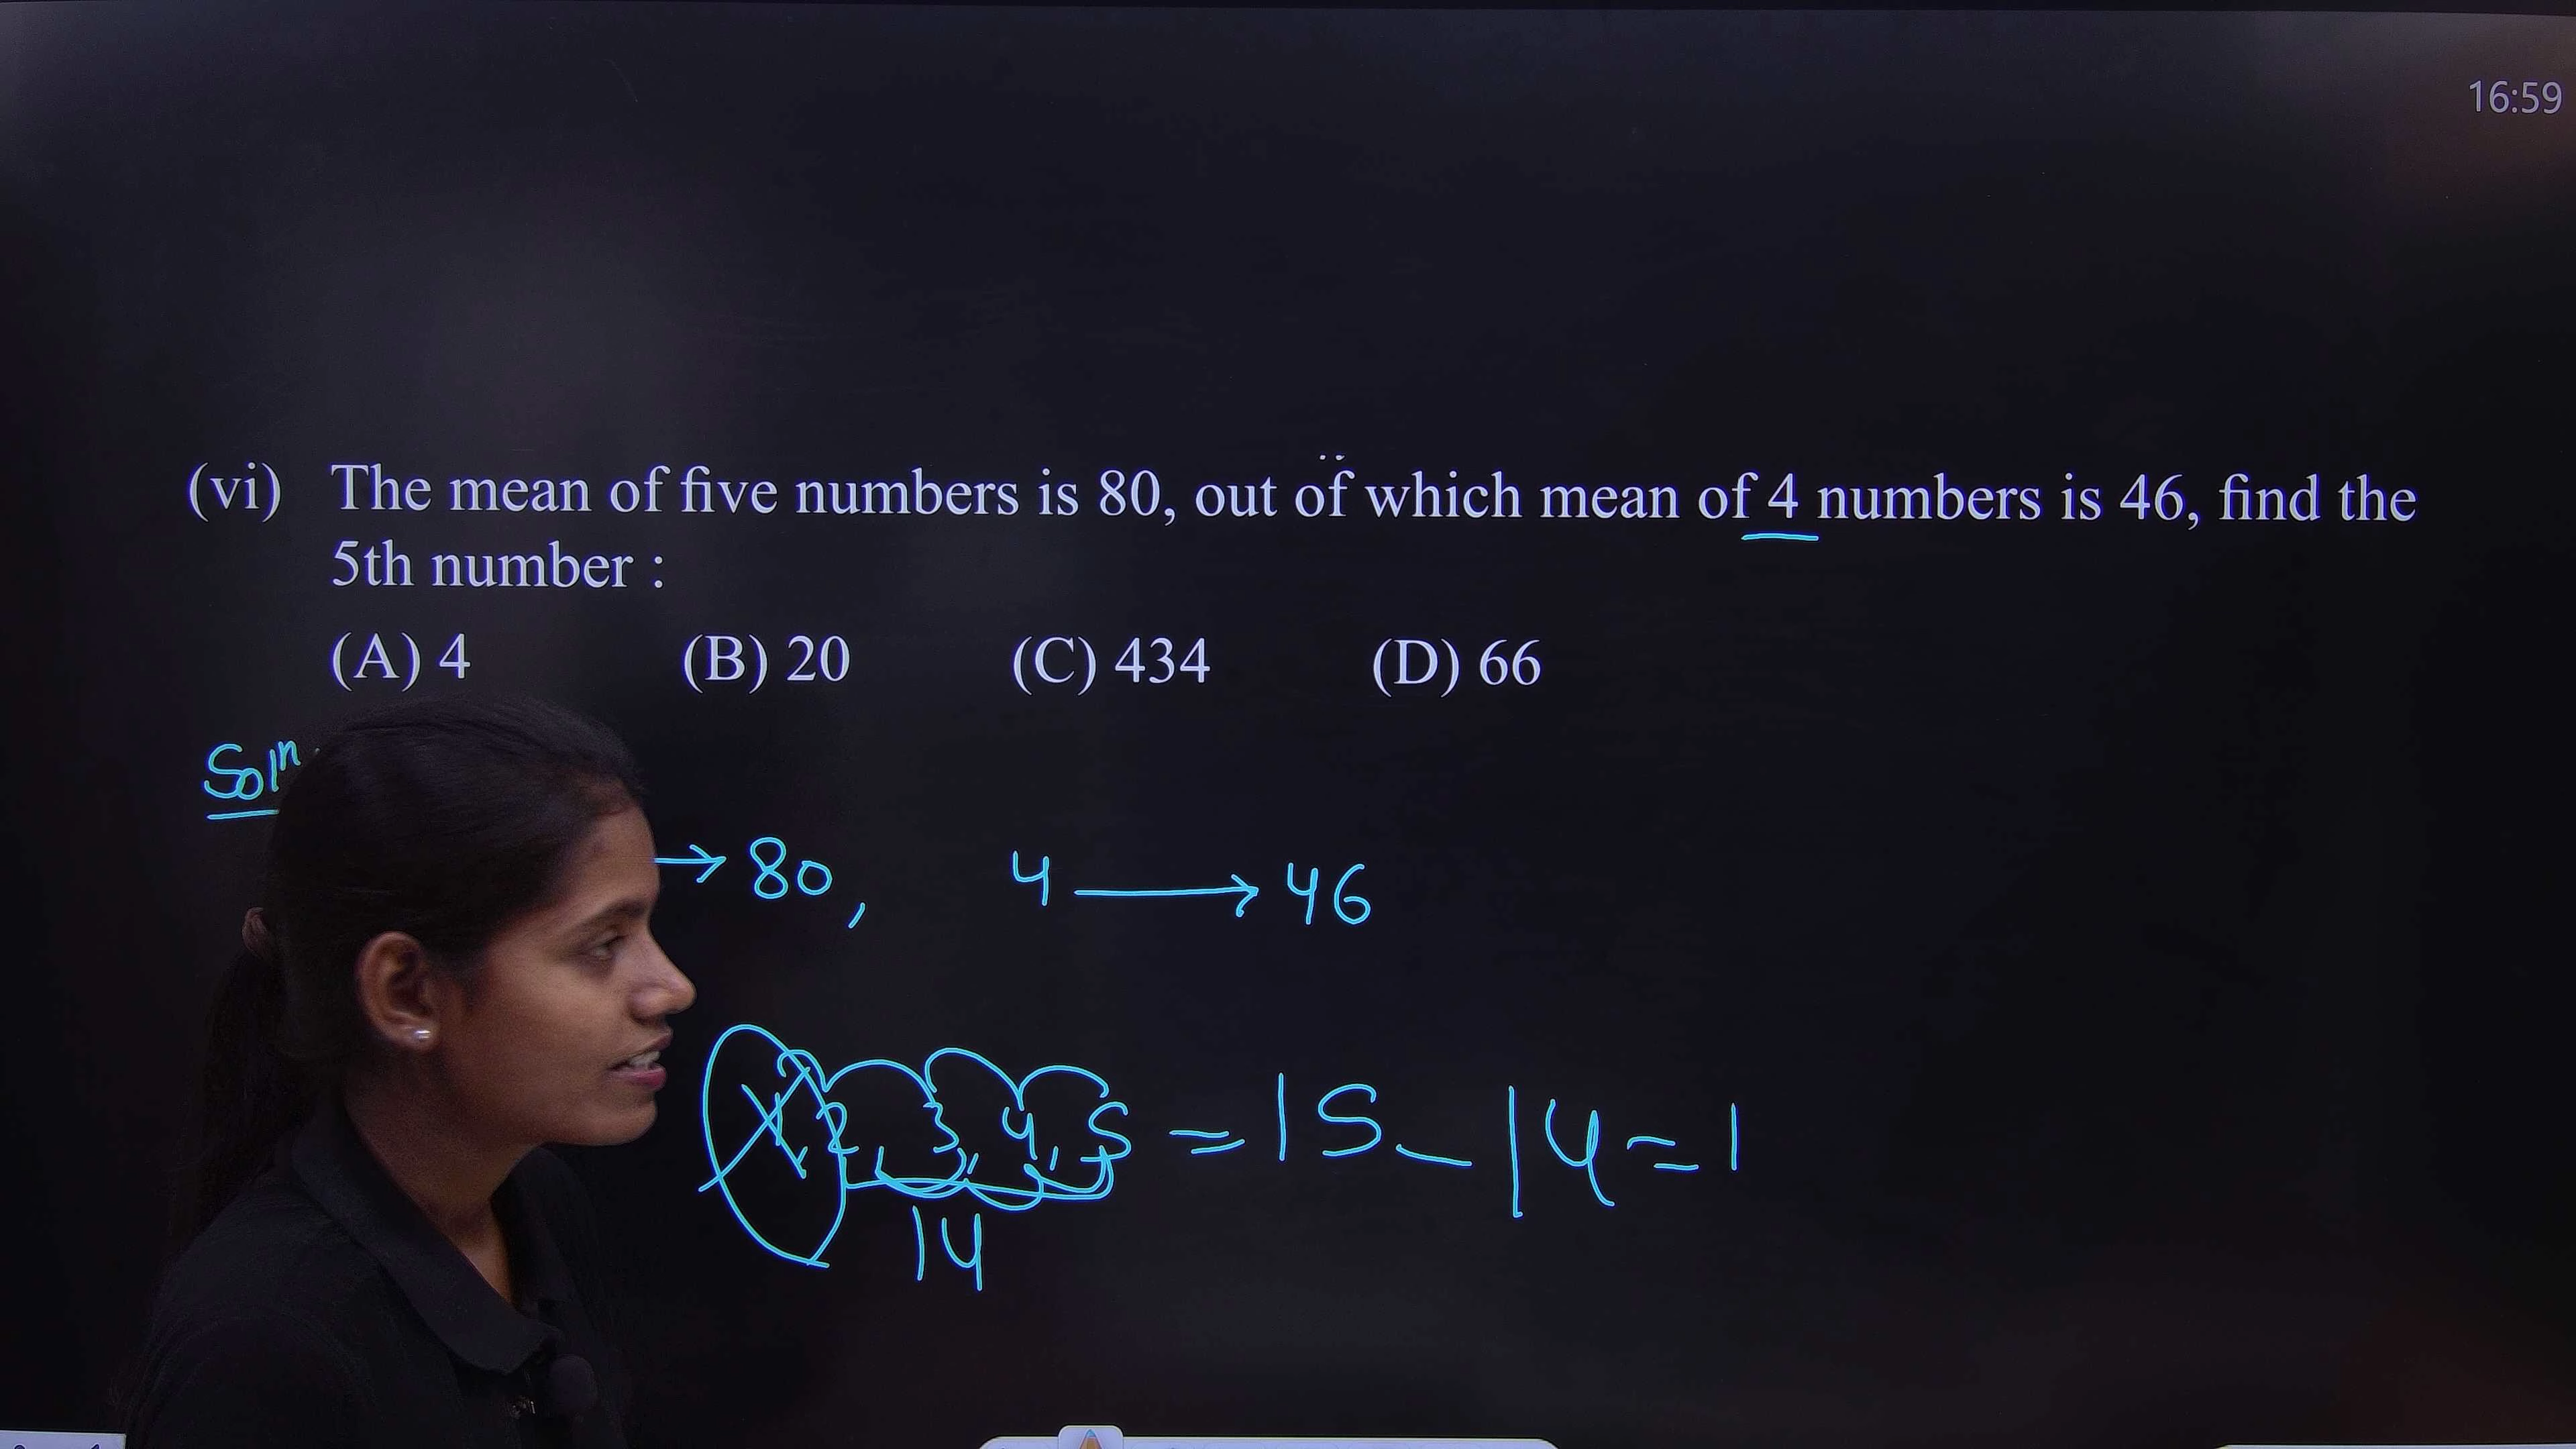 16:59
(vi) The mean of five numbers is 80, out of which mean of 4 numbers is 46, find the
5th number :
(A) 4 (B) 20 (C) 434 (D) 66
Soln
→ 80, 4 → 46
1, 2, 3, 4, 5 = 15 - 14 = 1
14